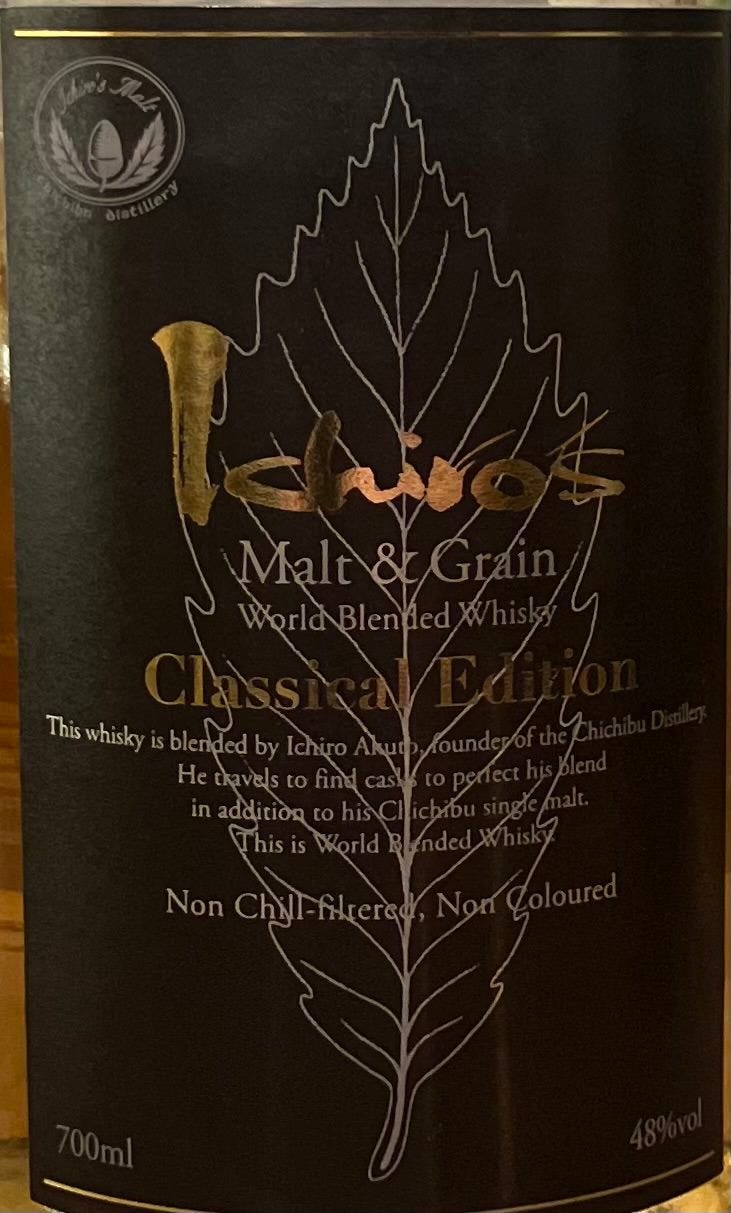 Ichiro's Malt
Chichibu distillery
Ichiro's
Malt & Grain
World Blended Whisky
Classical Edition
This whisky is blended by Ichiro Akuto, founder of the Chichibu Distillery.
He travels to find casks to perfect his blend
in addition to his Chichibu single malt.
This is World Blended Whisky.
Non Chill-filtered, Non Coloured
700ml
48%vol